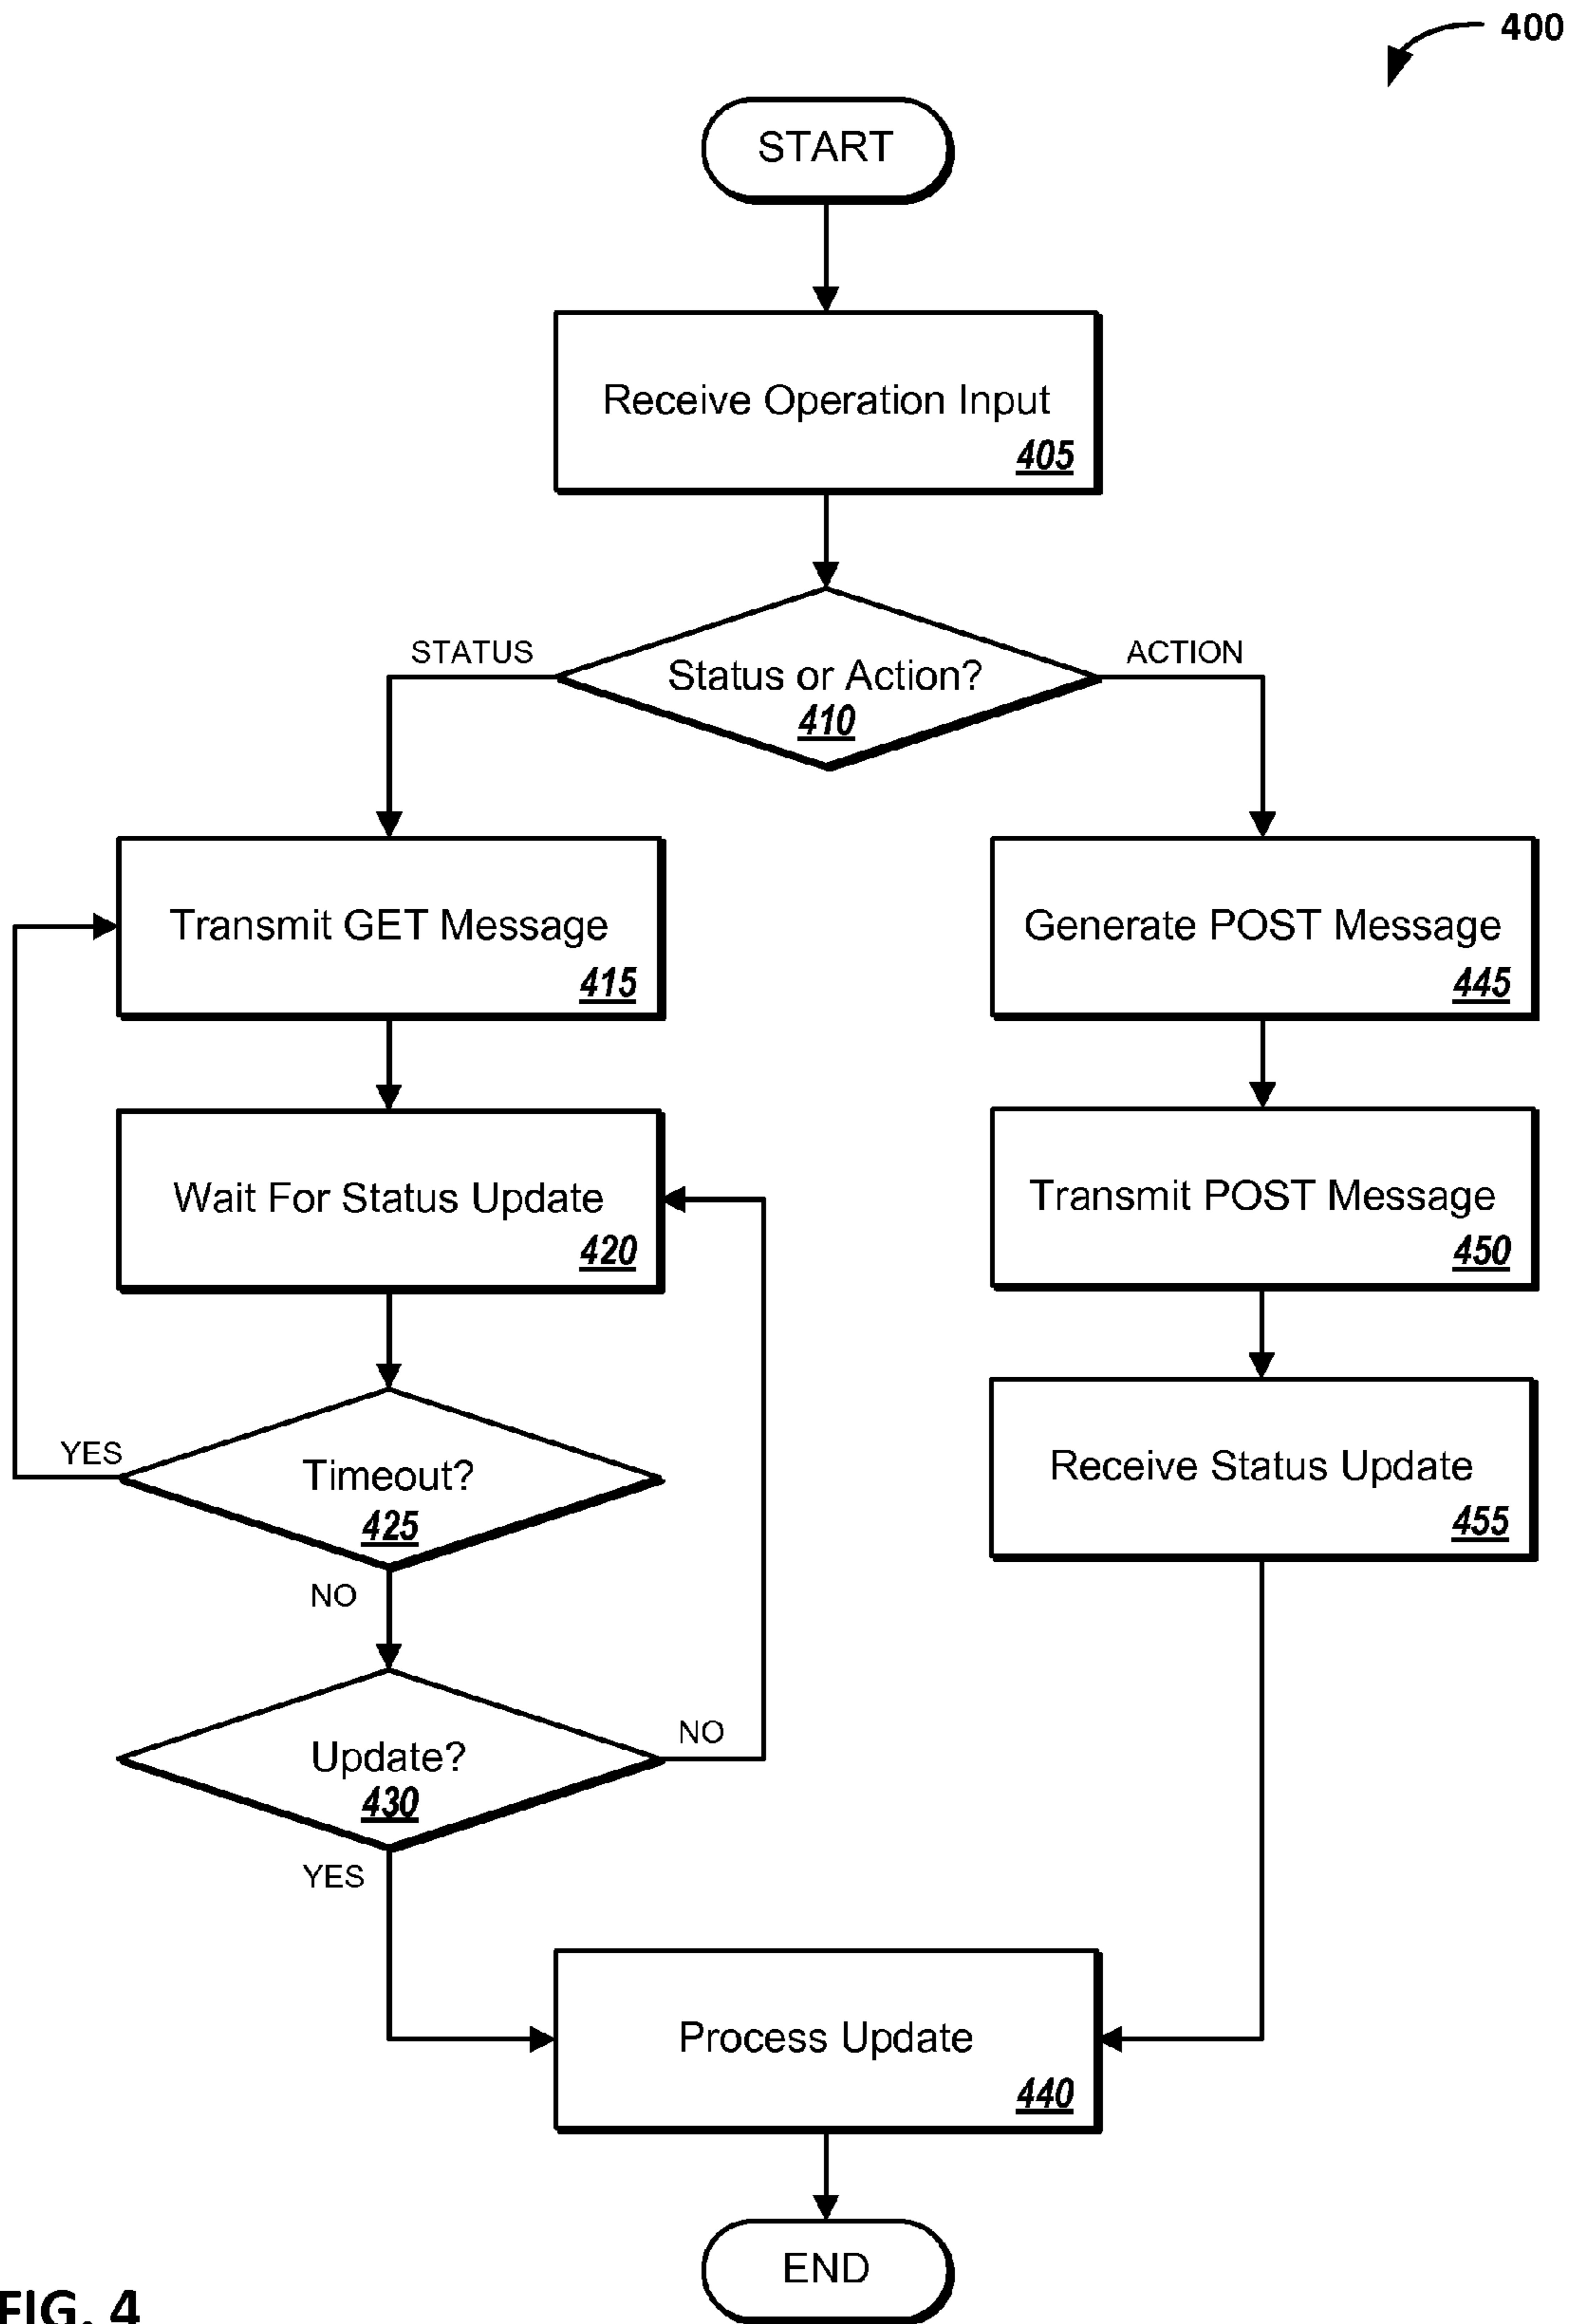 400
START
Receive Operation Input
405
STATUS
ACTION
Status or Action?
410
Transmit GET Message
415
Generate POST Message
445
Wait For Status Update
420
Transmit POST Message
450
YES
Timeout?
425
Receive Status Update
455
NO
Update?
430
NO
YES
Process Update
440
END
FIG. 4